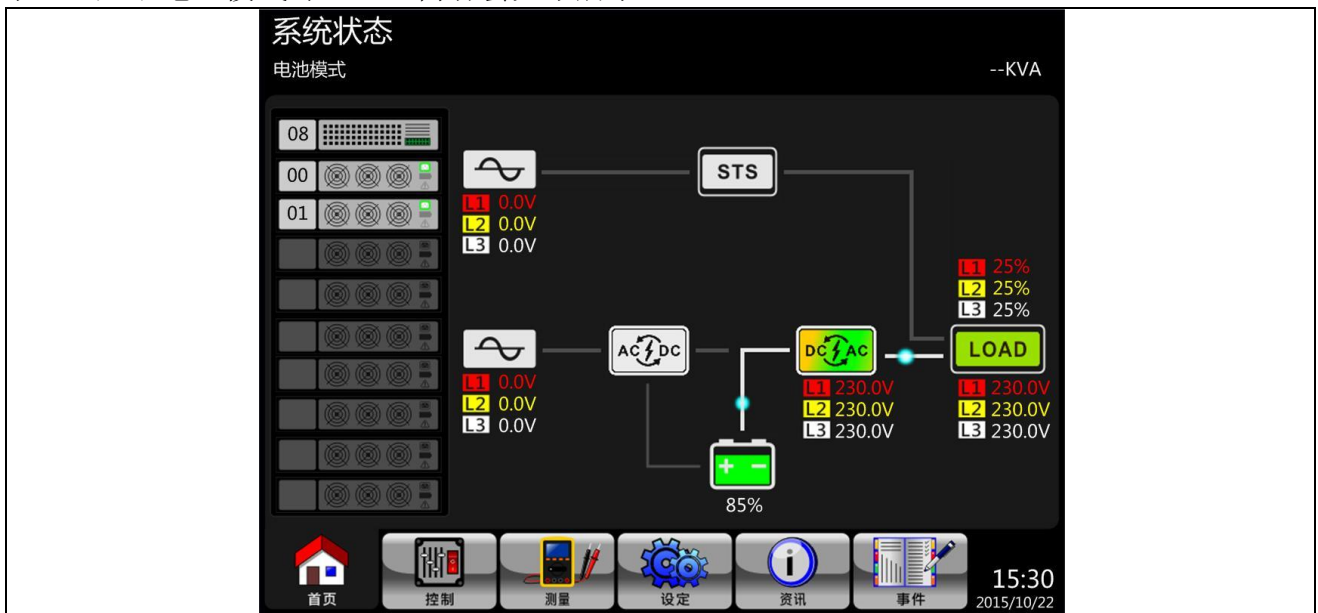 系统状态
电池模式
--KVA
08
00
01
STS
L1 0.0V
L2 0.0V
L3 0.0V
L1 25%
L2 25%
L3 25%
AC DC
DC AC
LOAD
L1 0.0V
L2 0.0V
L3 0.0V
L1 230.0V
L2 230.0V
L3 230.0V
L1 230.0V
L2 230.0V
L3 230.0V
+ -
85%
首页
控制
测量
设定
资讯
事件
15:30
2015/10/22